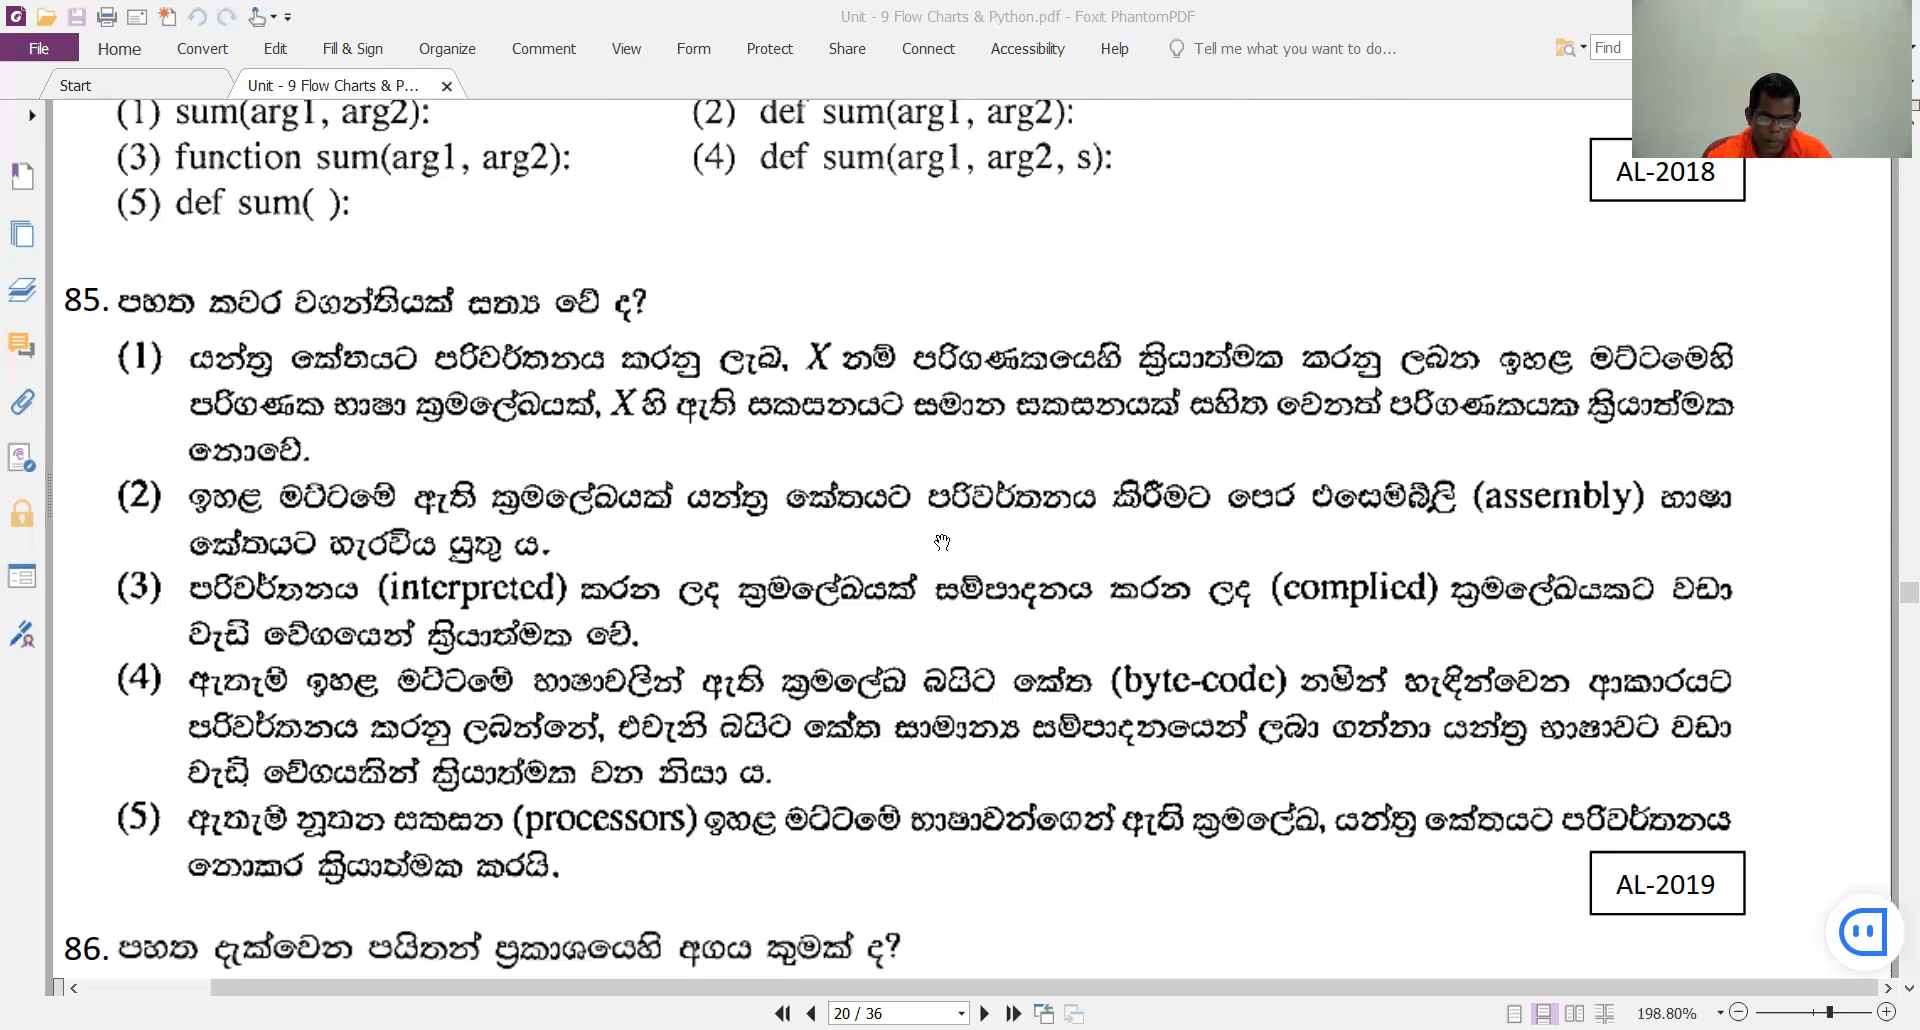 Unit - 9 Flow Charts & Python.pdf - Foxit PhantomPDF
File Home Convert Edit Fill & Sign Organize Comment View Form Protect Share Connect Accessibility Help Tell me what you want to do... Find
Start Unit - 9 Flow Charts & P...
(1) sum(arg1, arg2): (2) def sum(arg1, arg2):
(3) function sum(arg1, arg2): (4) def sum(arg1, arg2, s):
AL-2018
(5) def sum( ):
85. පහත කවර වගන්තියක් සත්‍ය වේ ද?
(1) යන්ත්‍ර කේතයට පරිවර්තනය කරනු ලැබ, X නම් පරිගණකයෙහි ක්‍රියාත්මක කරනු ලබන ඉහළ මට්ටමෙහි
පරිගණක භාෂා ක්‍රමලේඛයක්, X හි ඇති සකසනයට සමාන සකසනයක් සහිත වෙනත් පරිගණකයක ක්‍රියාත්මක
නොවේ.
(2) ඉහළ මට්ටමේ ඇති ක්‍රමලේඛයක් යන්ත්‍ර කේතයට පරිවර්තනය කිරීමට පෙර එසෙම්බ්ලි (assembly) භාෂා
කේතයට හැරවිය යුතු ය.
(3) පරිවර්තනය (interpreted) කරන ලද ක්‍රමලේඛයක් සම්පාදනය කරන ලද (complied) ක්‍රමලේඛයකට වඩා
වැඩි වේගයෙන් ක්‍රියාත්මක වේ.
(4) ඇතැම් ඉහළ මට්ටමේ භාෂාවලින් ඇති ක්‍රමලේඛ බයිට කේත (byte-code) නමින් හැඳින්වෙන ආකාරයට
පරිවර්තනය කරනු ලබන්නේ, එවැනි බයිට කේත සාමාන්‍ය සම්පාදනයෙන් ලබා ගන්නා යන්ත්‍ර භාෂාවට වඩා
වැඩි වේගයකින් ක්‍රියාත්මක වන නිසා ය.
(5) ඇතැම් නූතන සකසන (processors) ඉහළ මට්ටමේ භාෂාවන්ගෙන් ඇති ක්‍රමලේඛ, යන්ත්‍ර කේතයට පරිවර්තනය
නොකර ක්‍රියාත්මක කරයි.
AL-2019
86. පහත දැක්වෙන පයිතන් ප්‍රකාශයෙහි අගය කුමක් ද?
20 / 36 198.80%